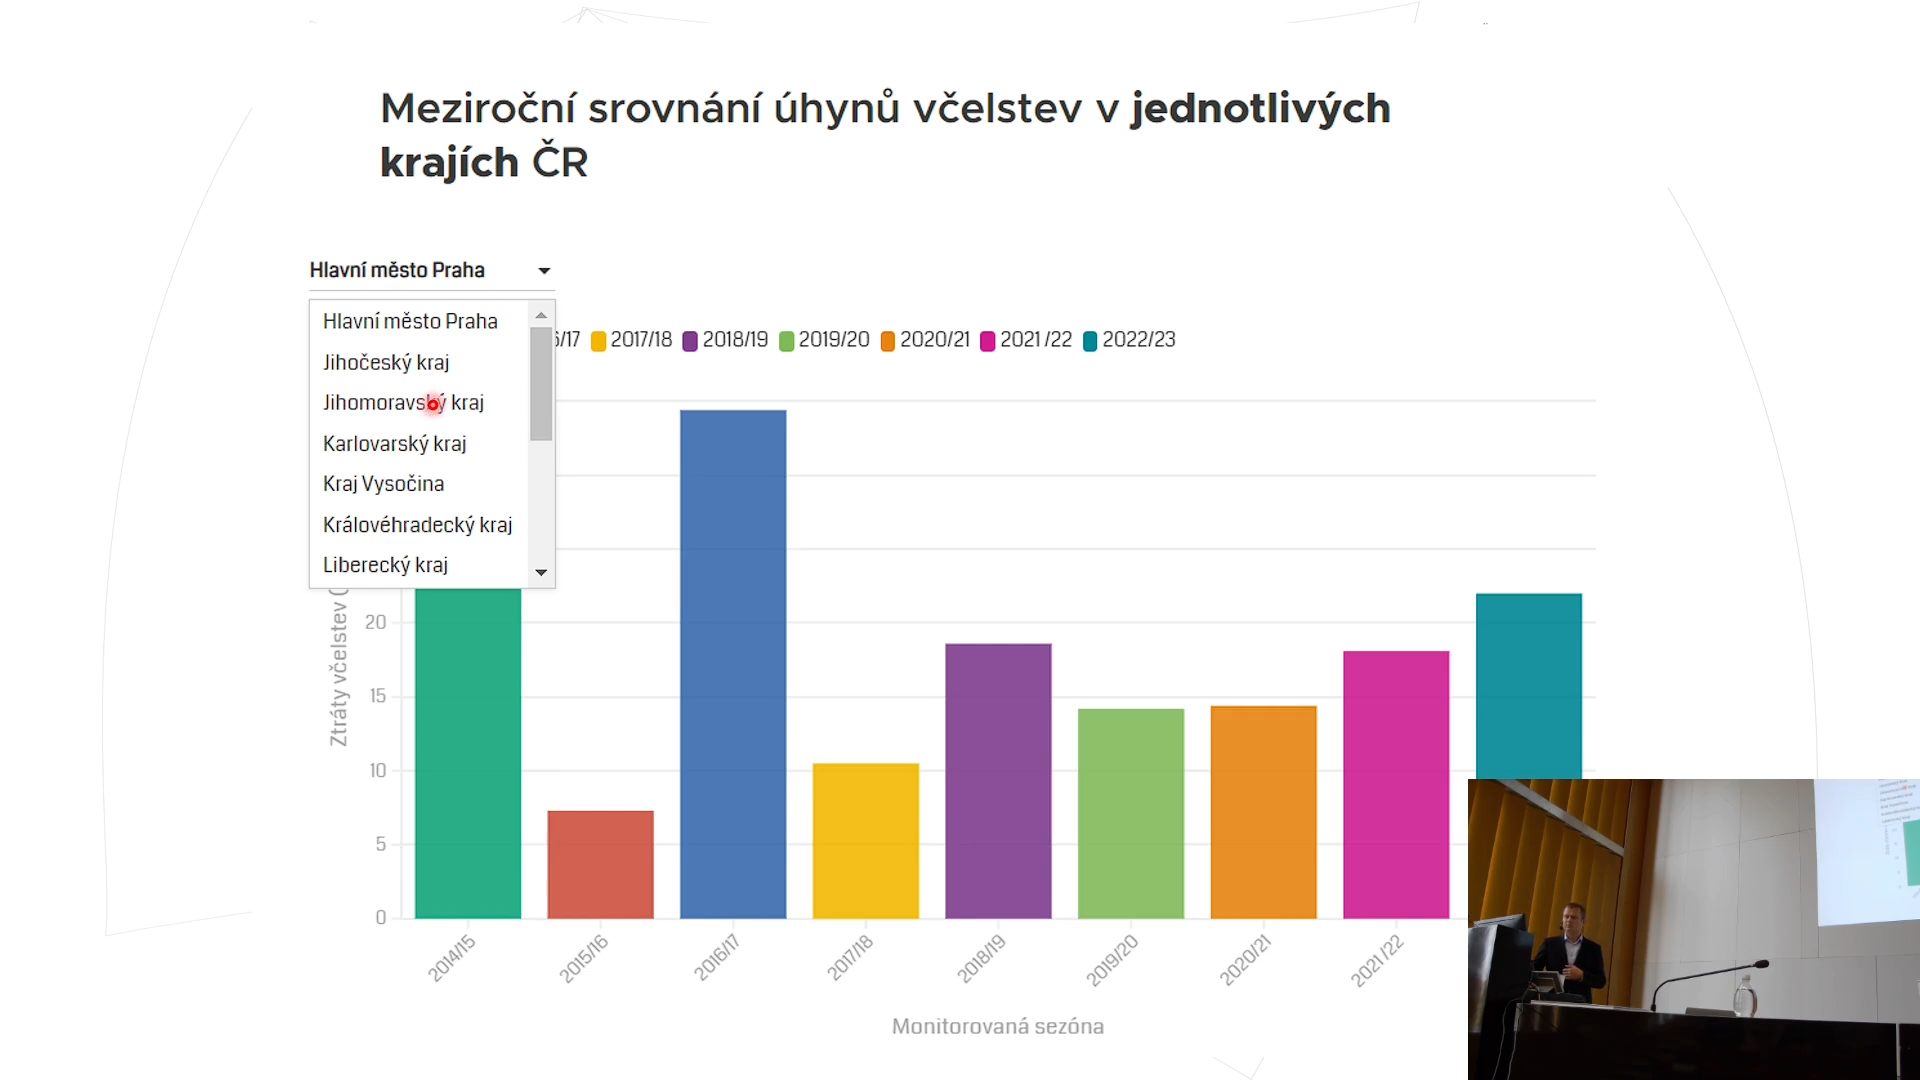 Meziroční srovnání úhynů včelstev v jednotlivých
krajích ČR
Hlavní město Praha
Hlavní město Praha
Jihočeský kraj
Jihomoravský kraj
Karlovarský kraj
Kraj Vysočina
Královéhradecký kraj
Liberecký kraj
6/17 2017/18 2018/19 2019/20 2020/21 2021/22 2022/23
Ztráty včelstev (
20
15
10
5
0
2014/15 2015/16 2016/17 2017/18 2018/19 2019/20 2020/21 2021/22
Monitorovaná sezóna